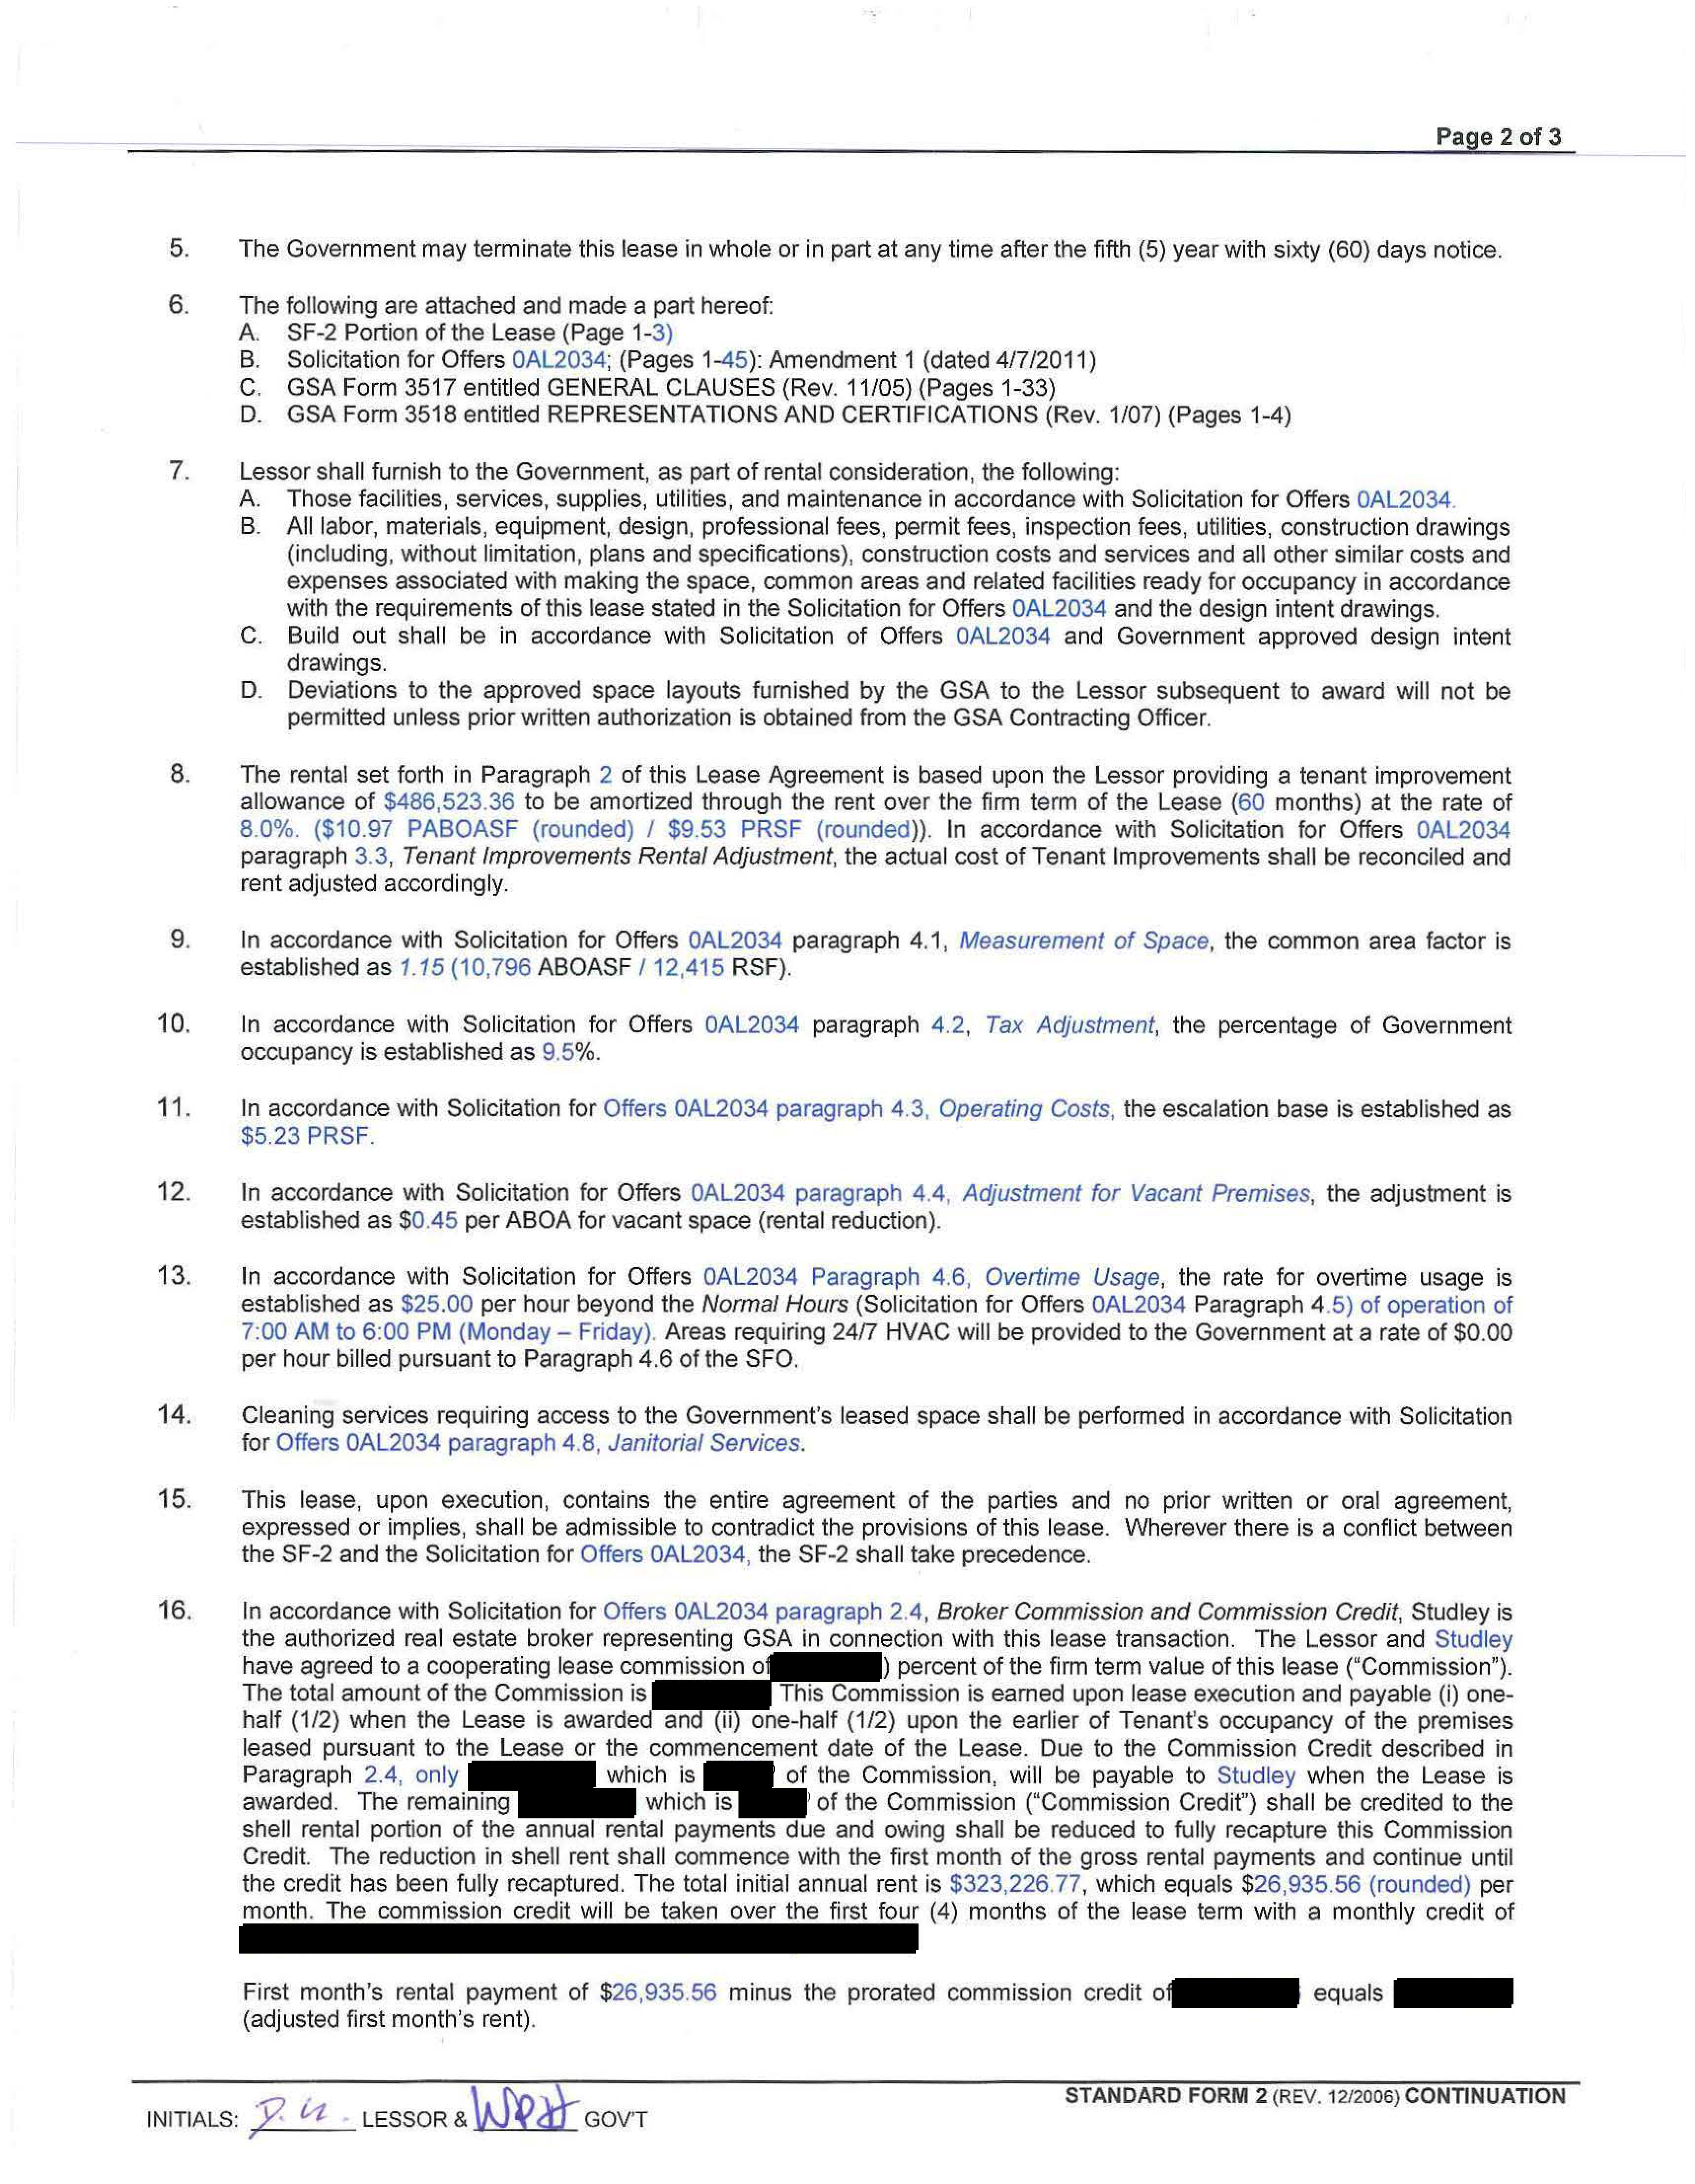 Page 2 of 3
5. The Government may terminate this lease in whole or in part at any time after the fifth (5) year with sixty (60) days notice.
6. The following are attached and made a part hereof:
A. SF-2 Portion of the Lease (Page 1-3)
B. Solicitation for Offers 0AL2034; (Pages 1-45): Amendment 1 (dated 4/7/2011)
C. GSA Form 3517 entitled GENERAL CLAUSES (Rev. 11/05) (Pages 1-33)
D. GSA Form 3518 entitled REPRESENTATIONS AND CERTIFICATIONS (Rev. 1/07) (Pages 1-4)
7. Lessor shall furnish to the Government, as part of rental consideration, the following:
A. Those facilities, services, supplies, utilities, and maintenance in accordance with Solicitation for Offers 0AL2034.
B. All labor, materials, equipment, design, professional fees, permit fees, inspection fees, utilities, construction drawings
(including, without limitation, plans and specifications), construction costs and services and all other similar costs and
expenses associated with making the space, common areas and related facilities ready for occupancy in accordance
with the requirements of this lease stated in the Solicitation for Offers 0AL2034 and the design intent drawings.
C. Build out shall be in accordance with Solicitation of Offers 0AL2034 and Government approved design intent
drawings.
D. Deviations to the approved space layouts furnished by the GSA to the Lessor subsequent to award will not be
permitted unless prior written authorization is obtained from the GSA Contracting Officer.
8. The rental set forth in Paragraph 2 of this Lease Agreement is based upon the Lessor providing a tenant improvement
allowance of $486,523.36 to be amortized through the rent over the firm term of the Lease (60 months) at the rate of
8.0%. ($10.97 PABOASF (rounded) / $9.53 PRSF (rounded)). In accordance with Solicitation for Offers 0AL2034
paragraph 3.3, Tenant Improvements Rental Adjustment, the actual cost of Tenant Improvements shall be reconciled and
rent adjusted accordingly.
9. In accordance with Solicitation for Offers 0AL2034 paragraph 4.1, Measurement of Space, the common area factor is
established as 1.15 (10,796 ABOASF / 12,415 RSF).
10. In accordance with Solicitation for Offers 0AL2034 paragraph 4.2, Tax Adjustment, the percentage of Government
occupancy is established as 9.5%.
11. In accordance with Solicitation for Offers 0AL2034 paragraph 4.3, Operating Costs, the escalation base is established as
$5.23 PRSF.
12. In accordance with Solicitation for Offers 0AL2034 paragraph 4.4, Adjustment for Vacant Premises, the adjustment is
established as $0.45 per ABOA for vacant space (rental reduction).
13. In accordance with Solicitation for Offers 0AL2034 Paragraph 4.6, Overtime Usage, the rate for overtime usage is
established as $25.00 per hour beyond the Normal Hours (Solicitation for Offers 0AL2034 Paragraph 4.5) of operation of
7:00 AM to 6:00 PM (Monday – Friday). Areas requiring 24/7 HVAC will be provided to the Government at a rate of $0.00
per hour billed pursuant to Paragraph 4.6 of the SFO.
14. Cleaning services requiring access to the Government's leased space shall be performed in accordance with Solicitation
for Offers 0AL2034 paragraph 4.8, Janitorial Services.
15. This lease, upon execution, contains the entire agreement of the parties and no prior written or oral agreement,
expressed or implies, shall be admissible to contradict the provisions of this lease. Wherever there is a conflict between
the SF-2 and the Solicitation for Offers 0AL2034, the SF-2 shall take precedence.
16. In accordance with Solicitation for Offers 0AL2034 paragraph 2.4, Broker Commission and Commission Credit, Studley is
the authorized real estate broker representing GSA in connection with this lease transaction. The Lessor and Studley
have agreed to a cooperating lease commission of ) percent of the firm term value of this lease ("Commission").
The total amount of the Commission is This Commission is earned upon lease execution and payable (i) one-
half (1/2) when the Lease is awarded and (ii) one-half (1/2) upon the earlier of Tenant's occupancy of the premises
leased pursuant to the Lease or the commencement date of the Lease. Due to the Commission Credit described in
Paragraph 2.4, only which is of the Commission, will be payable to Studley when the Lease is
awarded. The remaining which is of the Commission ("Commission Credit") shall be credited to the
shell rental portion of the annual rental payments due and owing shall be reduced to fully recapture this Commission
Credit. The reduction in shell rent shall commence with the first month of the gross rental payments and continue until
the credit has been fully recaptured. The total initial annual rent is $323,226.77, which equals $26,935.56 (rounded) per
month. The commission credit will be taken over the first four (4) months of the lease term with a monthly credit of
First month's rental payment of $26,935.56 minus the prorated commission credit of equals
(adjusted first month's rent).
STANDARD FORM 2 (REV. 12/2006) CONTINUATION
INITIALS: LESSOR & GOV'T